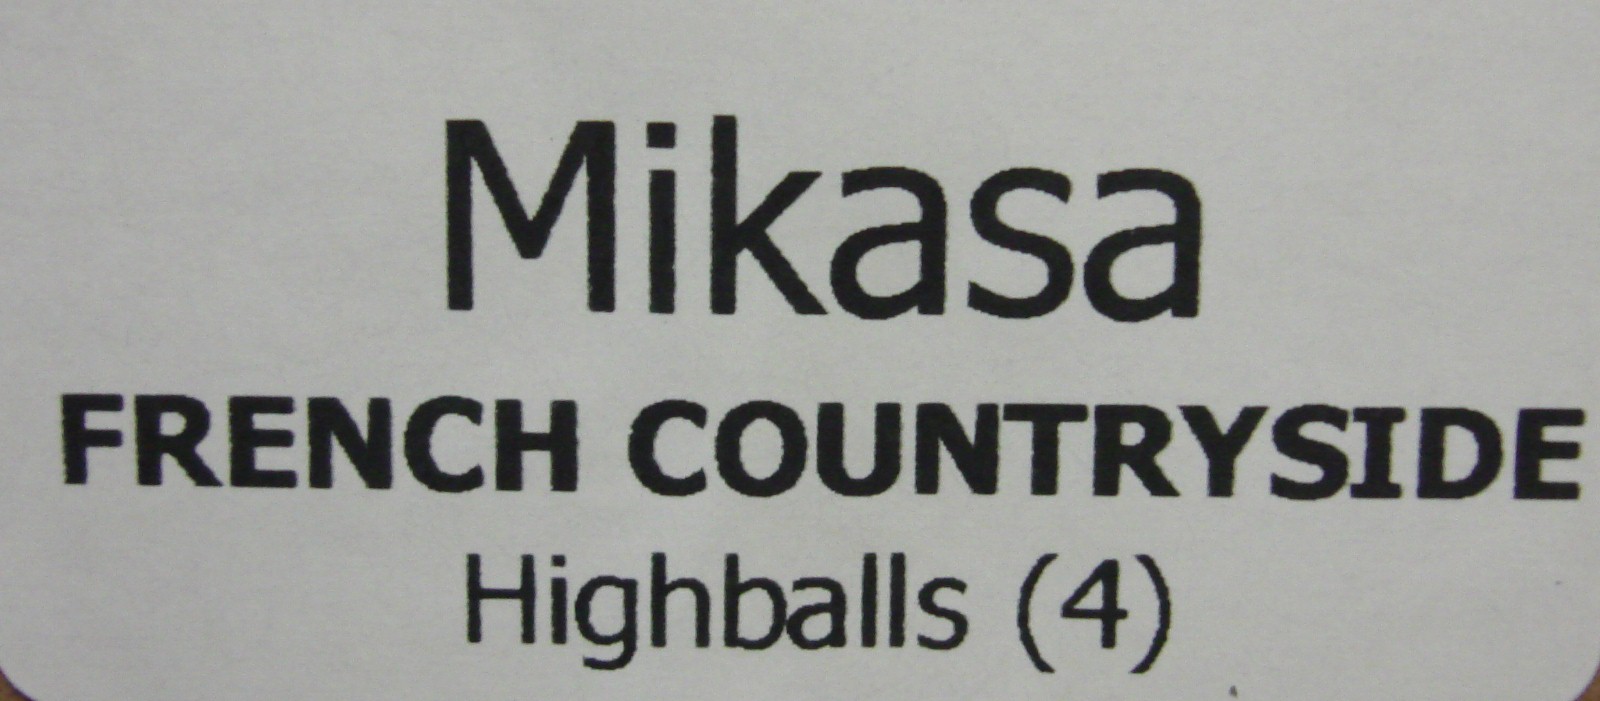 Mikasa
FRENCH COUNTRYSIDE
Highballs (4)